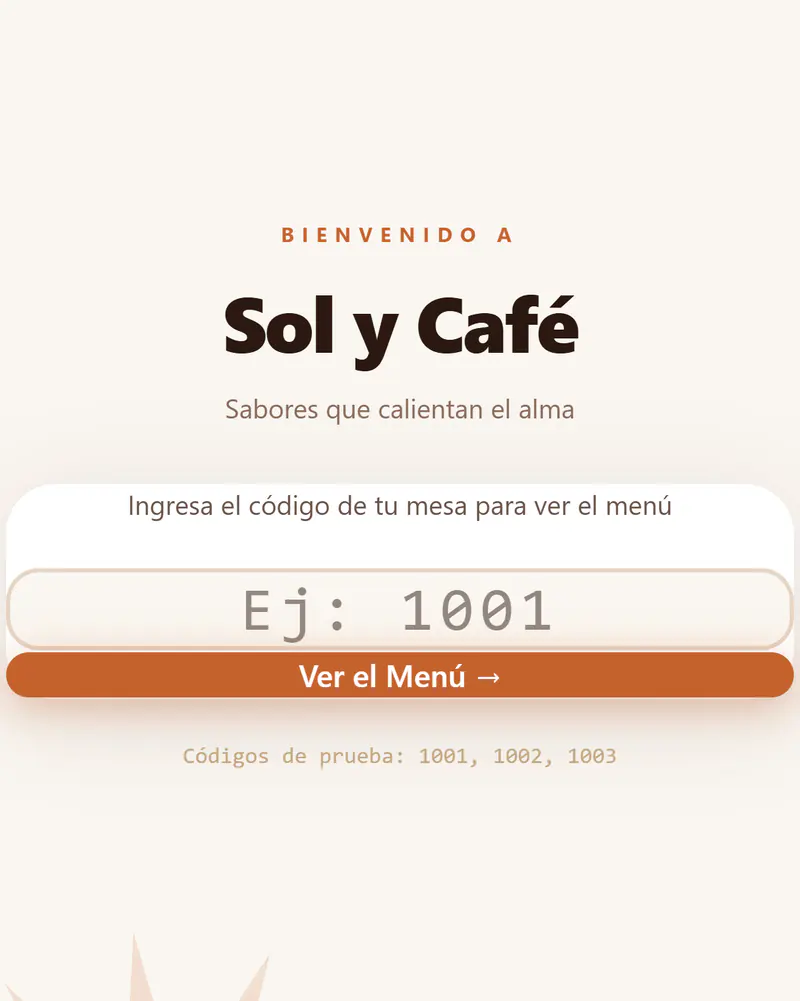 BIENVENIDO A
Sol y Café
Sabores que calientan el alma
Ingresa el código de tu mesa para ver el menú
Ej: 1001
Ver el Menú →
Códigos de prueba: 1001, 1002, 1003